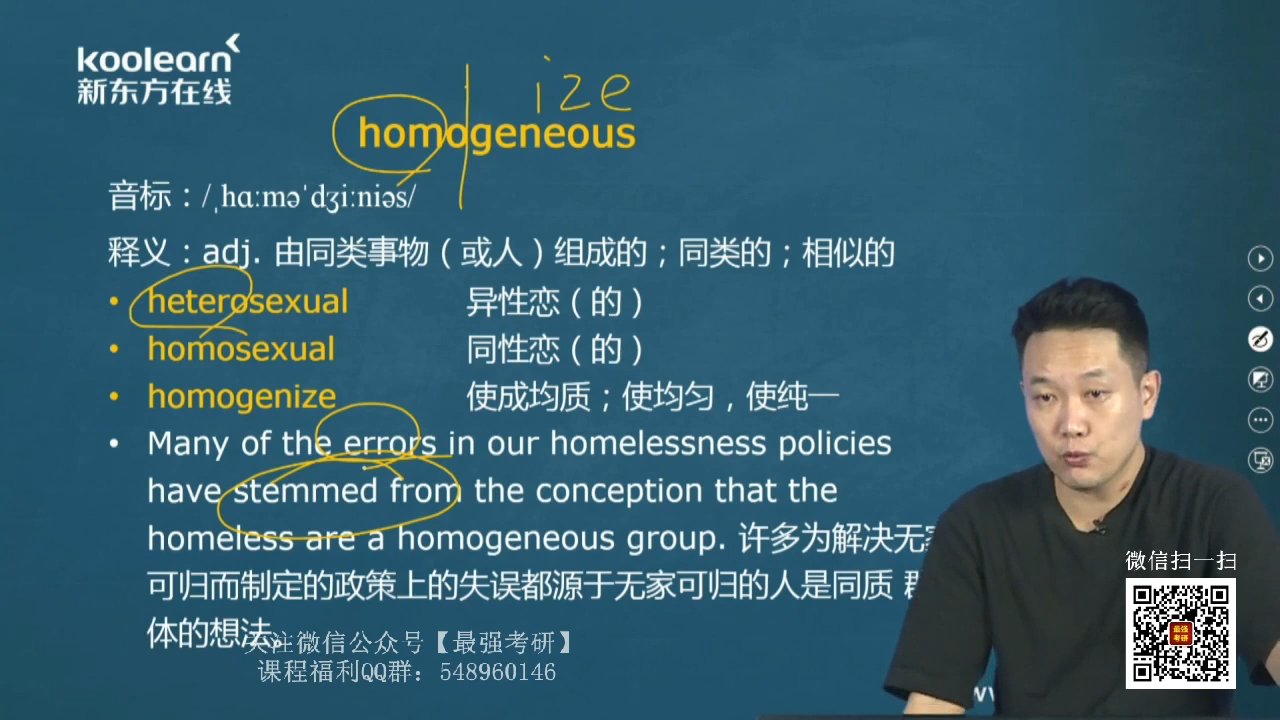 koolearn
新东方在线
ize
homogeneous
音标：/ˌhɑːməˈdʒiːniəs/
释义：adj. 由同类事物（或人）组成的；同类的；相似的
• heterosexual 异性恋（的）
• homosexual 同性恋（的）
• homogenize 使成均质；使均匀，使纯一
• Many of the errors in our homelessness policies
have stemmed from the conception that the
homeless are a homogeneous group. 许多为解决无家
可归而制定的政策上的失误都源于无家可归的人是同质 群
体的想法。
关注微信公众号【最强考研】
课程福利QQ群：548960146
微信扫一扫
最强
考研